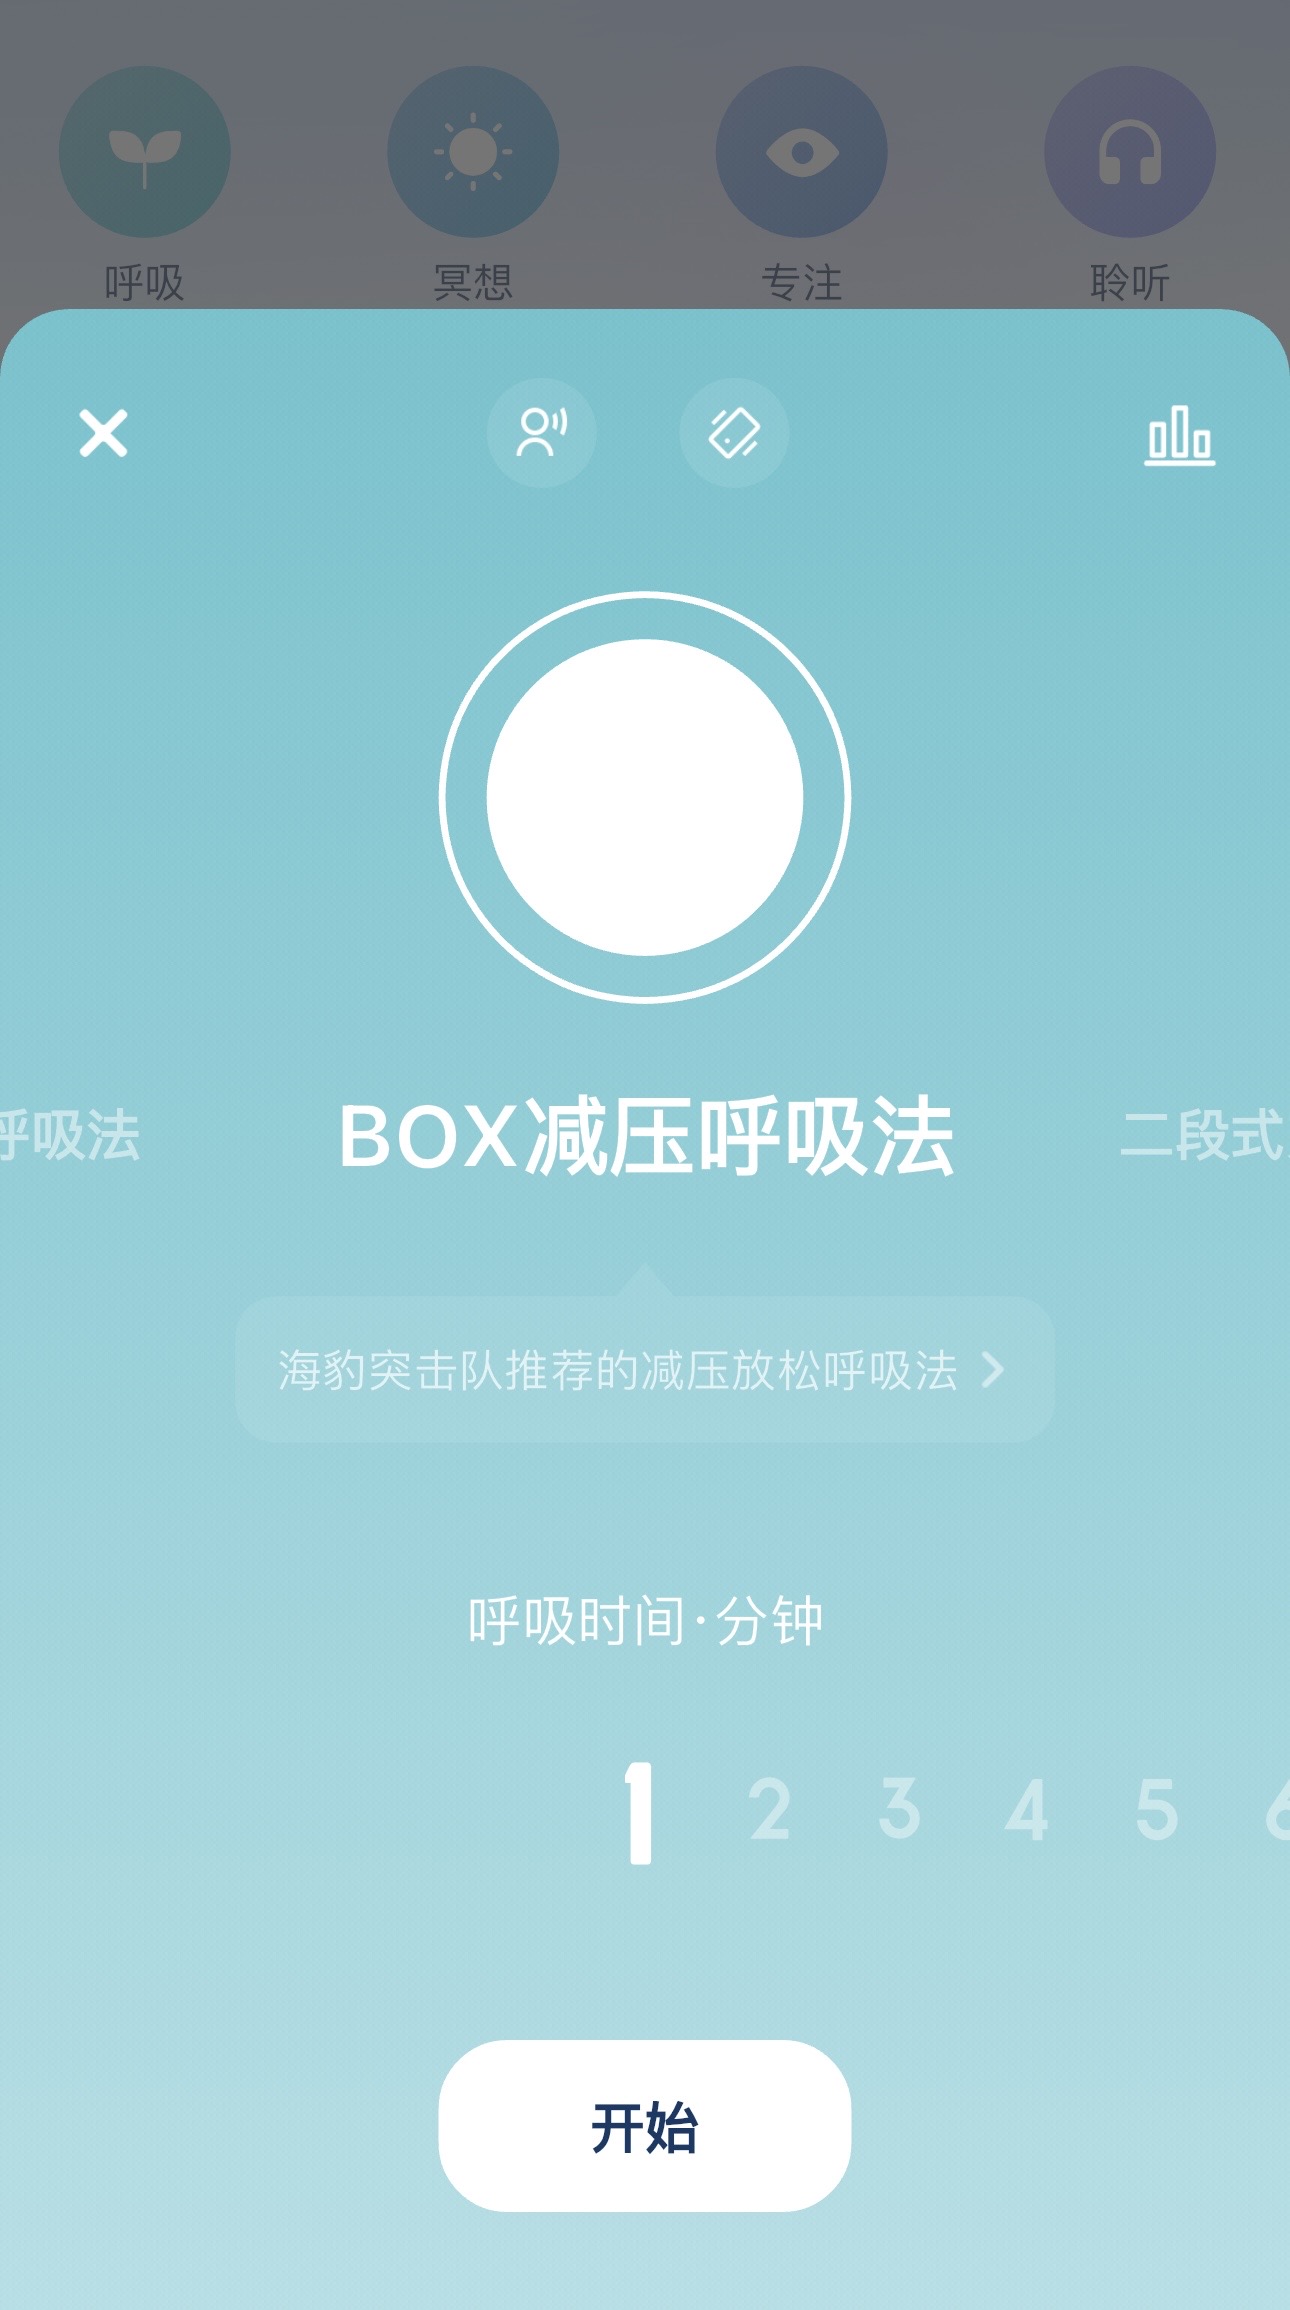 呼吸 冥想 专注 聆听
呼吸法 BOX减压呼吸法 二段式
海豹突击队推荐的减压放松呼吸法
呼吸时间·分钟
1 2 3 4 5 6
开始